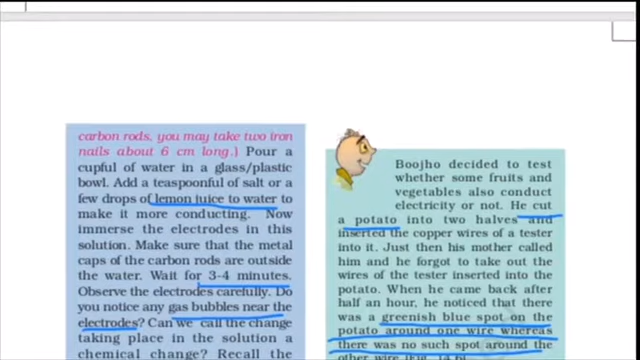 carbon rods, you may take two iron
nails about 6 cm long.) Pour a
cupful of water in a glass/plastic
bowl. Add a teaspoonful of salt or a
few drops of lemon juice to water to
make it more conducting. Now
immerse the electrodes in this
solution. Make sure that the metal
caps of the carbon rods are outside
the water. Wait for 3-4 minutes.
Observe the electrodes carefully. Do
you notice any gas bubbles near the
electrodes? Can we call the change
taking place in the solution a
chemical change? Recall the
Boojho decided to test
whether some fruits and
vegetables also conduct
electricity or not. He cut
a potato into two halves and
inserted the copper wires of a tester
into it. Just then his mother called
him and he forgot to take out the
wires of the tester inserted into the
potato. When he came back after
half an hour, he noticed that there
was a greenish blue spot on the
potato around one wire whereas
there was no such spot around the
other wire